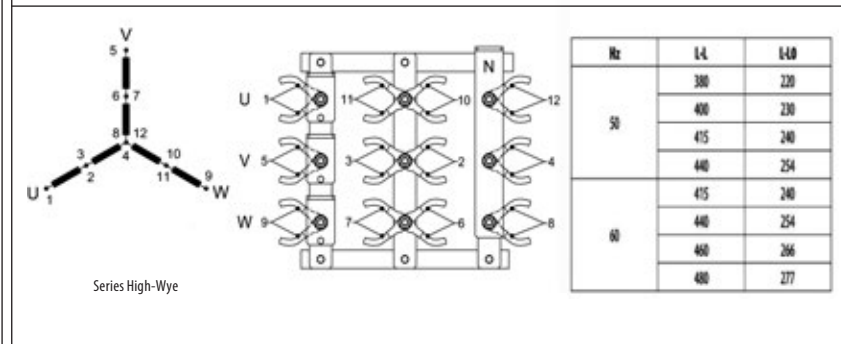 V
5
6 7
8 12
4
3
2
10
11
U 1
9 W
Series High-Wye
N
U 1 11 10 12
V 5 3 2 4
W 9 7 6 8
Hz L-L L-L0
50
380 220
400 230
415 240
440 254
60
415 240
440 254
460 266
480 277